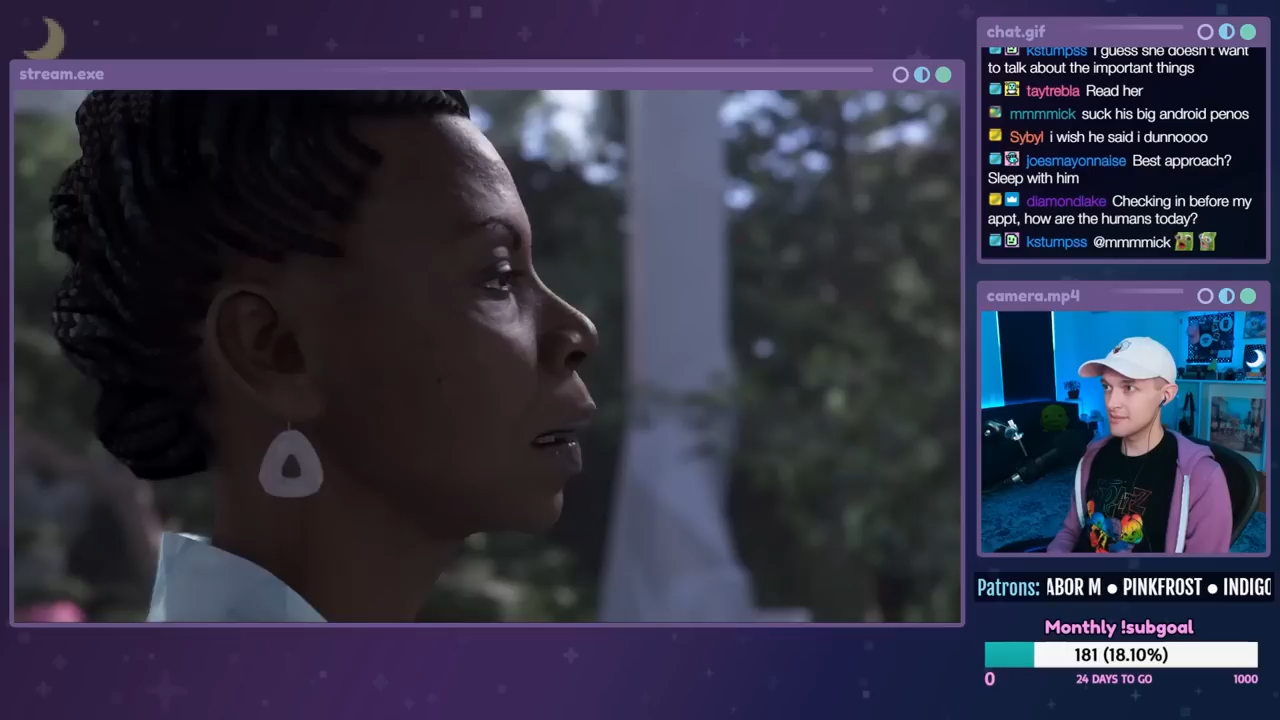 stream.exe
chat.gif
kstumpss I guess she doesn't want
to talk about the important things
taytrebla Read her
mmmmick suck his big android penos
Sybyl i wish he said i dunnoooo
joesmayonnaise Best approach?
Sleep with him
diamondlake Checking in before my
appt, how are the humans today?
kstumpss @mmmmick
camera.mp4
Patrons: ABOR M ● PINKFROST ● INDIGO
Monthly !subgoal
181 (18.10%)
0 24 DAYS TO GO 1000